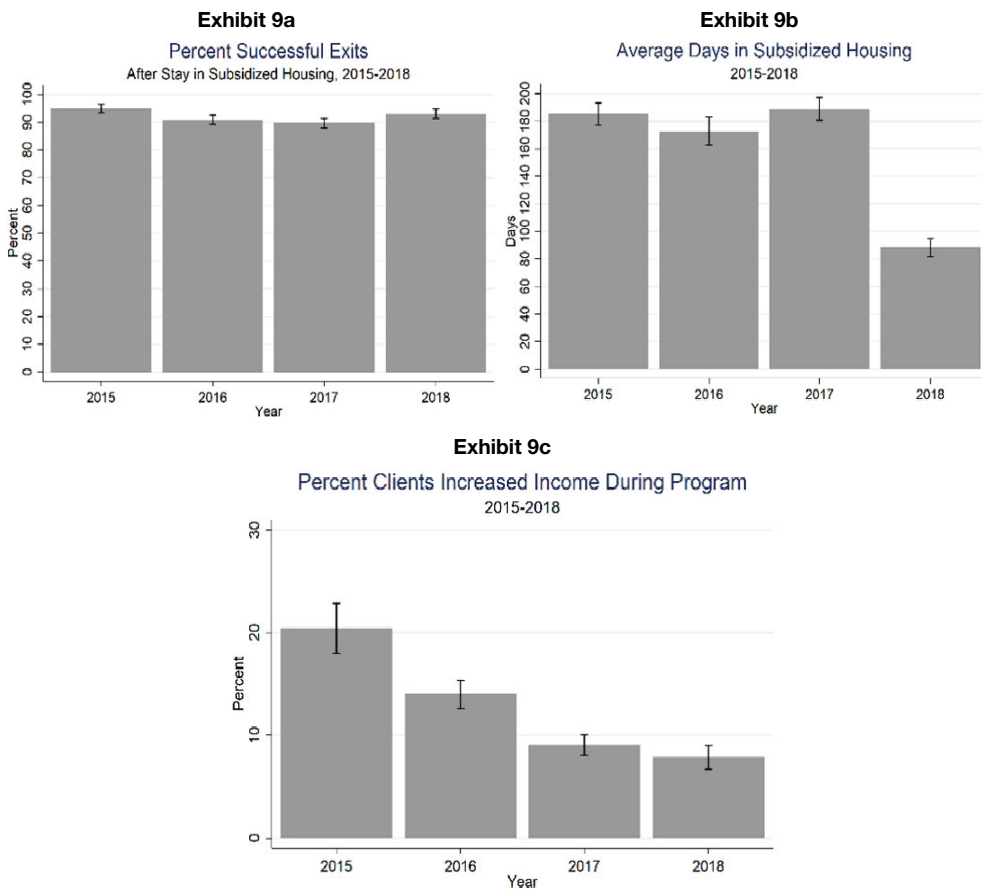 Exhibit 9a
Percent Successful Exits
After Stay in Subsidized Housing, 2015-2018
Percent
100
90
80
70
60
50
40
30
20
10
0
2015 2016 2017 2018
Year
Exhibit 9b
Average Days in Subsidized Housing
2015-2018
Days
200
180
160
140
120
100
80
60
40
20
0
2015 2016 2017 2018
Year
Exhibit 9c
Percent Clients Increased Income During Program
2015-2018
Percent
30
20
10
0
2015 2016 2017 2018
Year